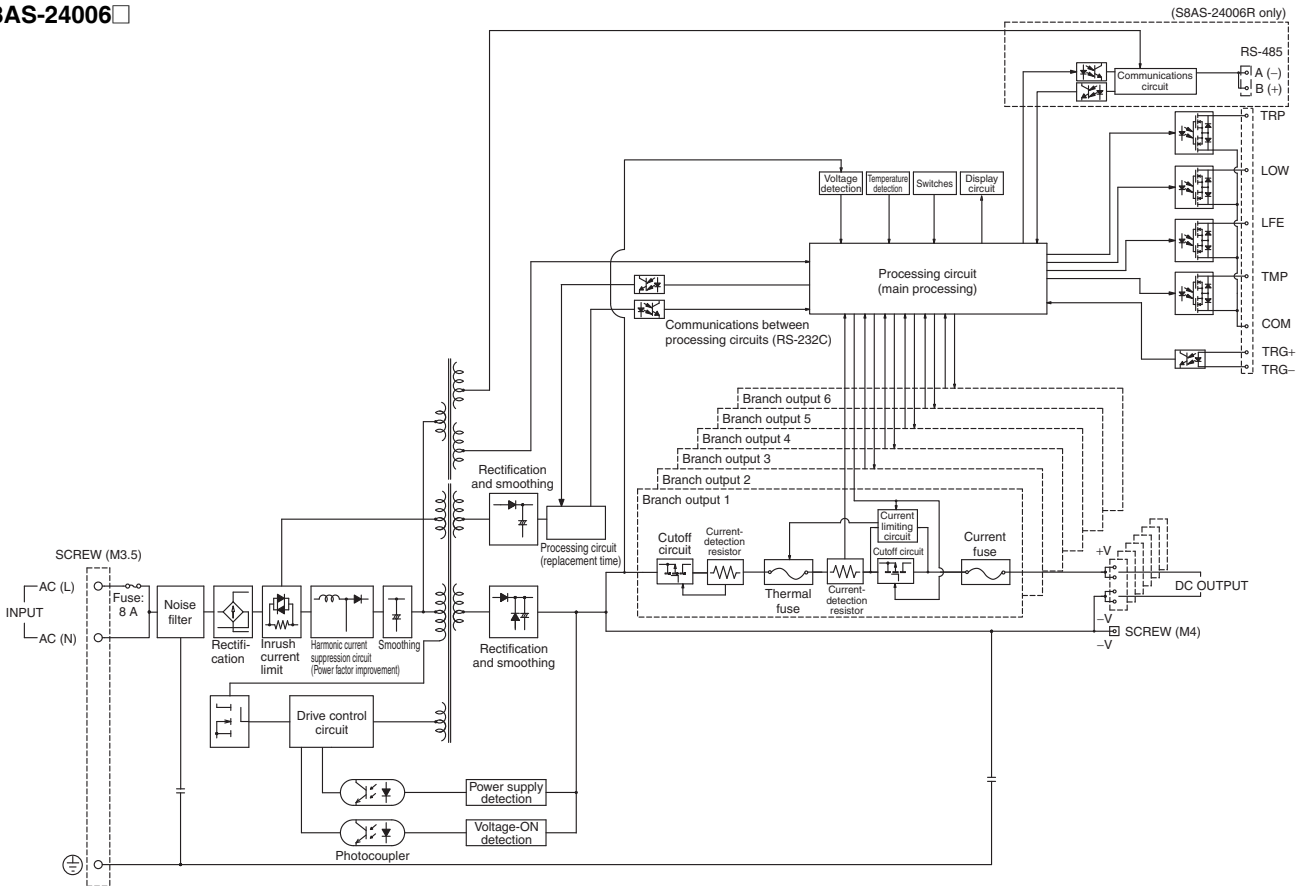 8AS-24006□
(S8AS-24006R only)
RS-485
A (−)
B (+)
Communications
circuit
TRP
LOW
LFE
TMP
COM
TRG+
TRG−
Voltage
detection
Temperature
detection
Switches
Display
circuit
Processing circuit
(main processing)
Communications between
processing circuits (RS-232C)
Branch output 6
Branch output 5
Branch output 4
Branch output 3
Branch output 2
Branch output 1
Rectification
and smoothing
Processing circuit
(replacement time)
Cutoff
circuit
Current-
detection
resistor
Thermal
fuse
Current
limiting
circuit
Cutoff circuit
Current-
detection
resistor
Current
fuse
+V
DC OUTPUT
−V
SCREW (M4)
−V
SCREW (M3.5)
AC (L)
INPUT
AC (N)
Fuse:
8 A
Noise
filter
Rectifi-
cation
Inrush
current
limit
Harmonic current
suppression circuit
(Power factor improvement)
Smoothing
Rectification
and smoothing
Drive control
circuit
Power supply
detection
Voltage-ON
detection
Photocoupler